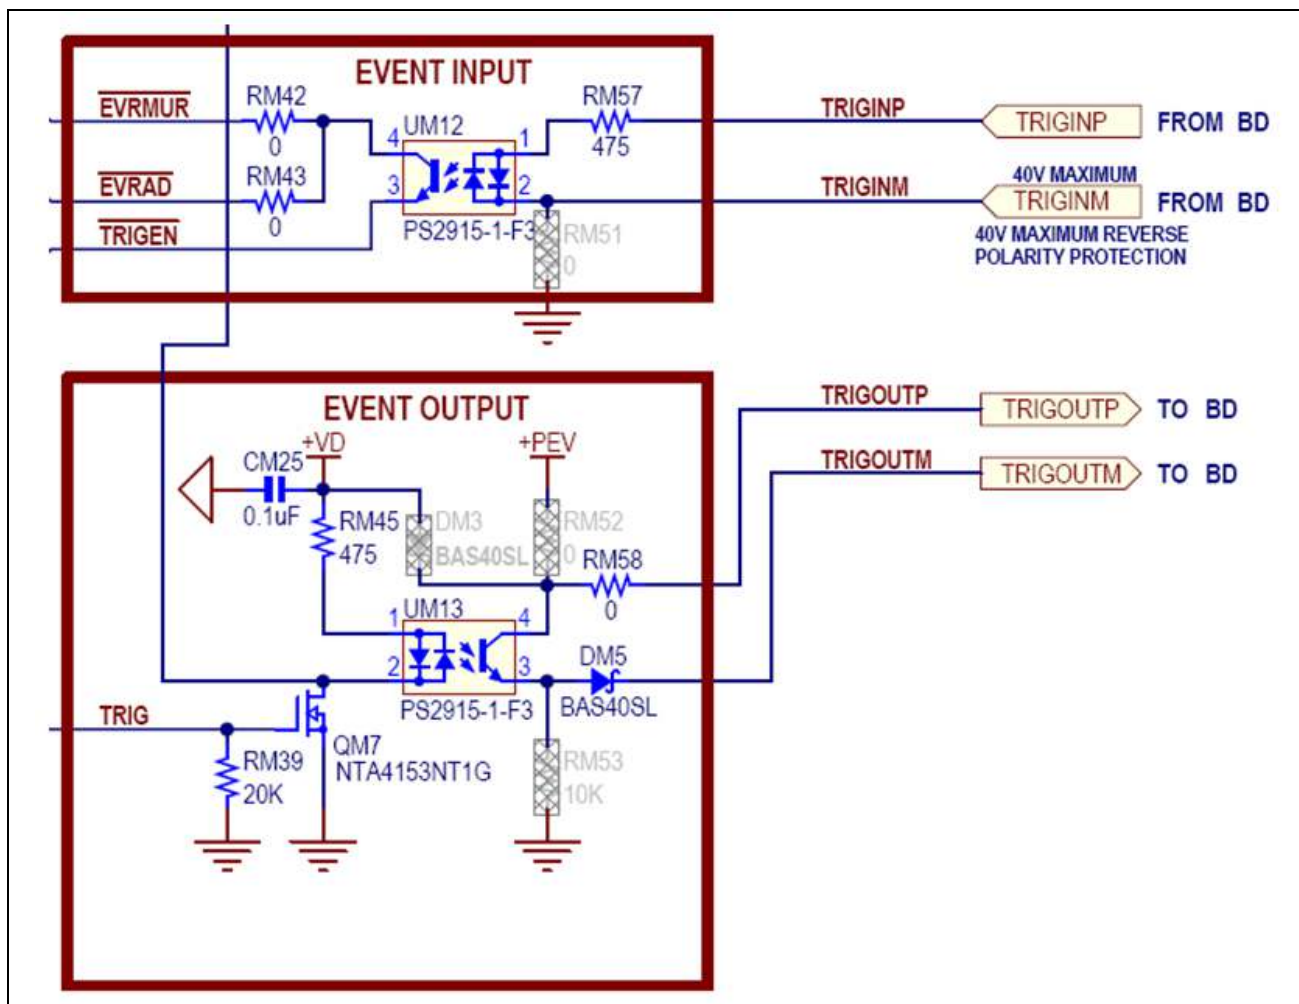 EVENT INPUT
EVRMUR
RM42
0
UM12
4
1
RM57
475
TRIGINP
TRIGINP
FROM BD
EVRAD
RM43
0
3
2
TRIGINM
40V MAXIMUM
TRIGINM
FROM BD
TRIGEN
PS2915-1-F3
RM51
0
40V MAXIMUM REVERSE
POLARITY PROTECTION
EVENT OUTPUT
TRIGOUTP
TRIGOUTP
TO BD
+VD
+PEV
CM25
0.1uF
TRIGOUTM
TRIGOUTM
TO BD
RM45
475
DM3
BAS40SL
RM52
0
RM58
0
UM13
1
4
2
3
DM5
BAS40SL
PS2915-1-F3
TRIG
QM7
NTA4153NT1G
RM39
20K
RM53
10K